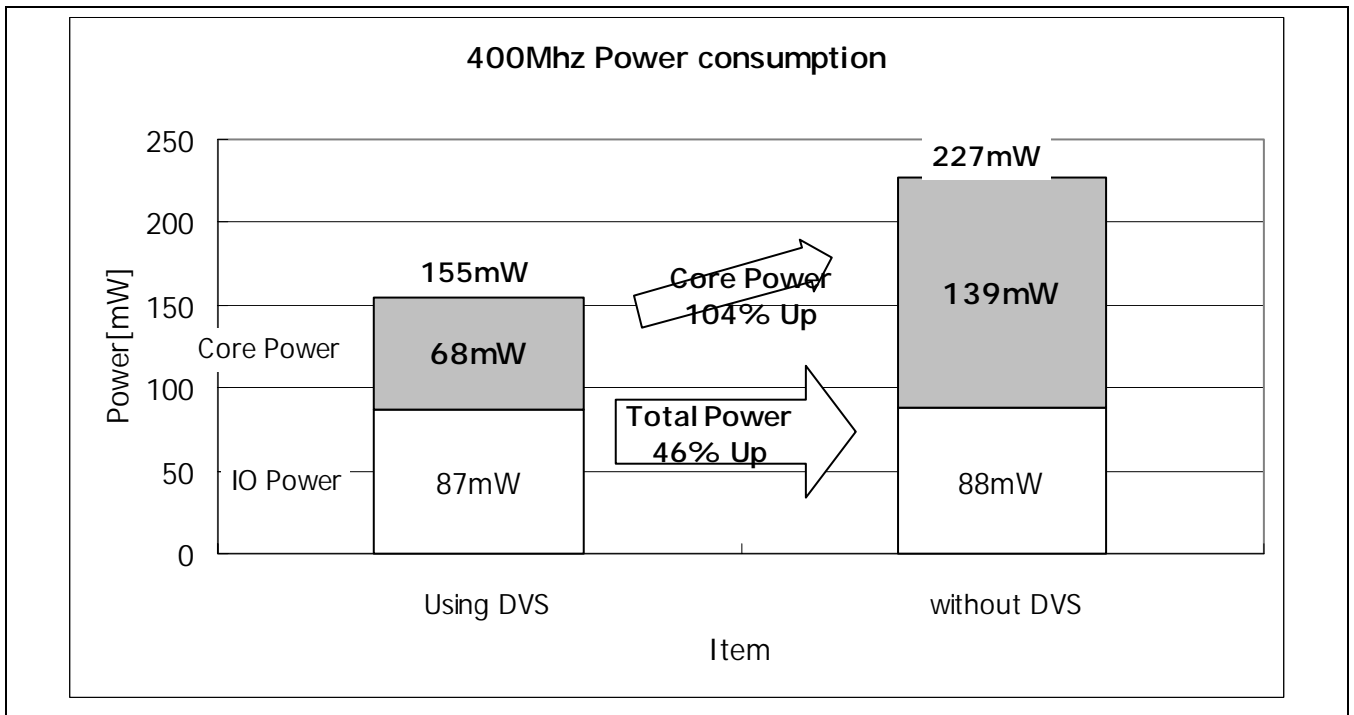 400Mhz Power consumption
250
200
150
100
50
0
Power[mW]
227mW
155mW
Core Power
104% Up
139mW
Core Power
68mW
Total Power
46% Up
IO Power
87mW
88mW
Using DVS
without DVS
Item